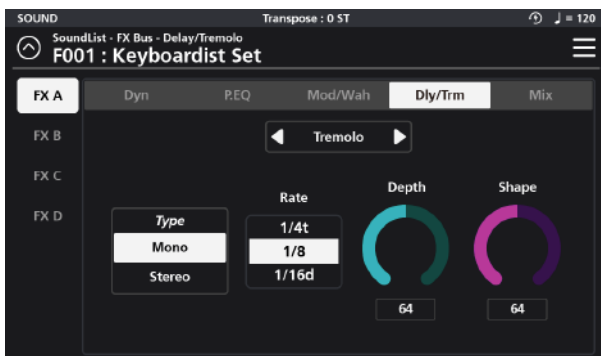 SOUND Transpose : 0 ST ♩ = 120
SoundList - FX Bus - Delay/Tremolo
F001 : Keyboardist Set
FX A Dyn P.EQ Mod/Wah Dly/Trm Mix
FX B Tremolo
FX C
Rate Depth Shape
FX D
Type
1/4t
Mono
1/8
Stereo
1/16d
64 64